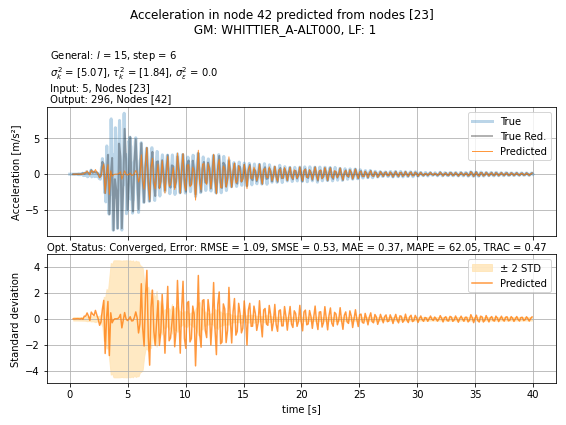 Acceleration in node 42 predicted from nodes [23]
GM: WHITTIER_A-ALT000, LF: 1
General: l = 15, step = 6
σ²ₖ = [5.07], τ²ₖ = [1.84], σ²ε = 0.0
Input: 5, Nodes [23]
Output: 296, Nodes [42]
True
True Red.
Predicted
Acceleration [m/s²]
5
0
−5
Opt. Status: Converged, Error: RMSE = 1.09, SMSE = 0.53, MAE = 0.37, MAPE = 62.05, TRAC = 0.47
± 2 STD
Predicted
Standard deviation
4
2
0
−2
−4
0 5 10 15 20 25 30 35 40
time [s]